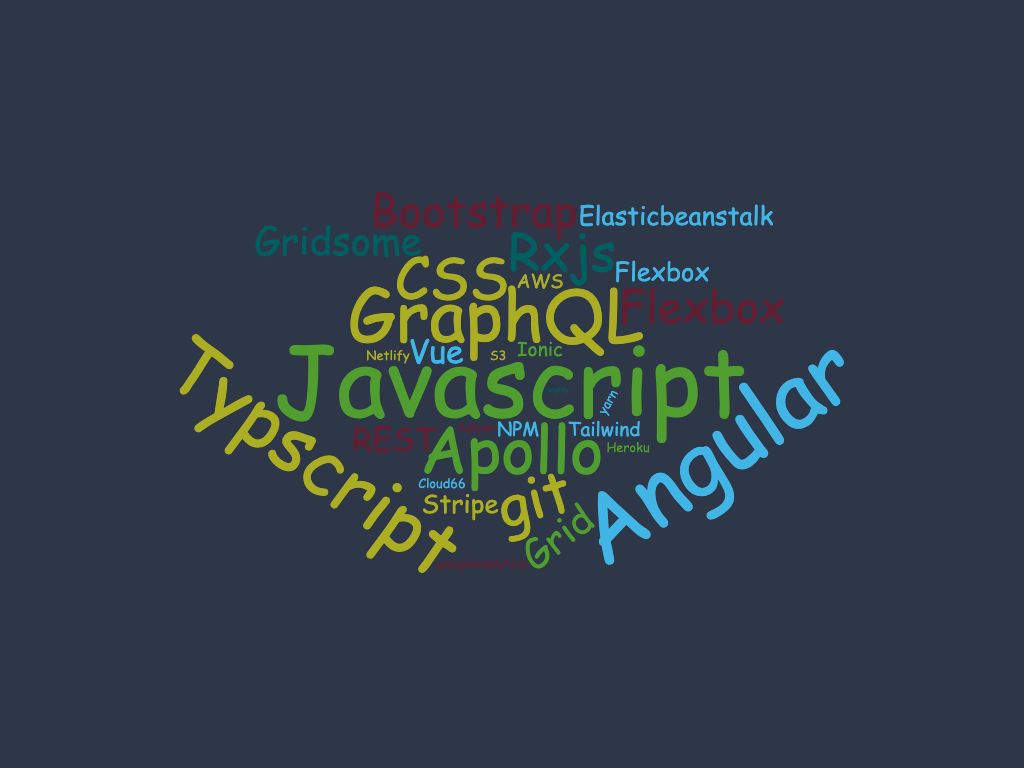 Bootstrap
Elasticbeanstalk
Gridsome
Rxjs
CSS
AWS
Flexbox
GraphQL
Flexbox
Netlify
Vue
S3
Ionic
Javascript
yarn
Typscript
Angular
REST
NPM
Tailwind
Apollo
Heroku
Cloud66
Stripe
git
Grid